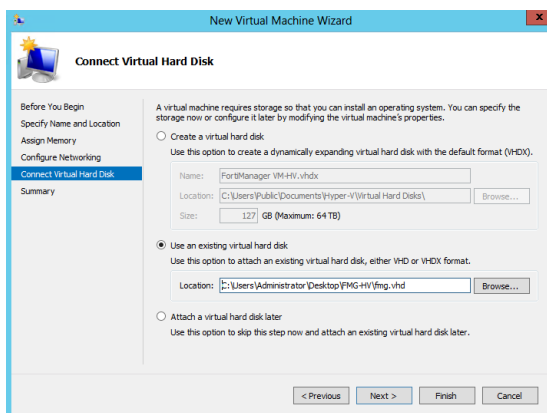 New Virtual Machine Wizard
x
Connect Virtual Hard Disk
Before You Begin
Specify Name and Location
Assign Memory
Configure Networking
Connect Virtual Hard Disk
Summary
A virtual machine requires storage so that you can install an operating system. You can specify the
storage now or configure it later by modifying the virtual machine's properties.
Create a virtual hard disk
Use this option to create a dynamically expanding virtual hard disk with the default format (VHDX).
Name: FortiManager VM-HV.vhdx
Location: C:\Users\Public\Documents\Hyper-V\Virtual Hard Disks\ Browse...
Size: 127 GB (Maximum: 64 TB)
Use an existing virtual hard disk
Use this option to attach an existing virtual hard disk, either VHD or VHDX format.
Location: C:\Users\Administrator\Desktop\FMG-HV\fmg.vhd Browse...
Attach a virtual hard disk later
Use this option to skip this step now and attach an existing virtual hard disk later.
< Previous Next > Finish Cancel